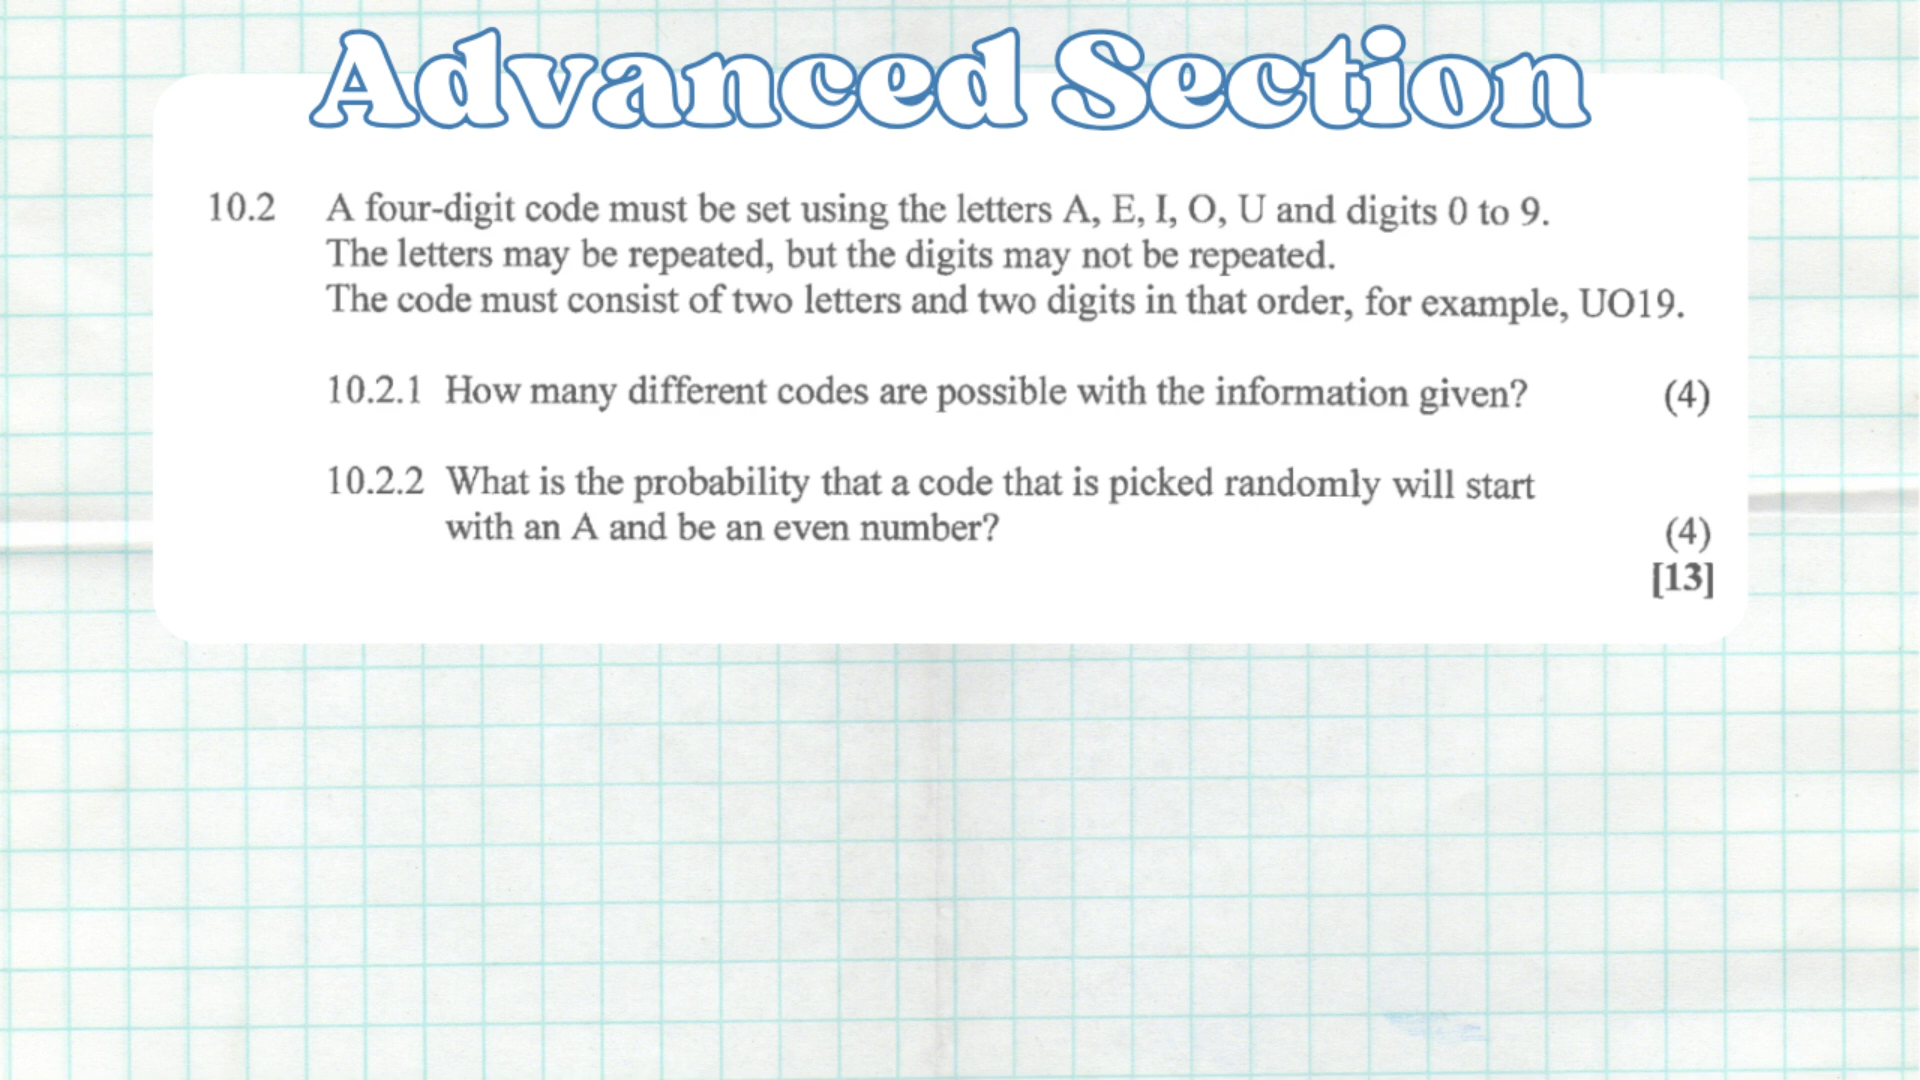 Advanced Section
10.2 A four-digit code must be set using the letters A, E, I, O, U and digits 0 to 9.
The letters may be repeated, but the digits may not be repeated.
The code must consist of two letters and two digits in that order, for example, UO19.
10.2.1 How many different codes are possible with the information given? (4)
10.2.2 What is the probability that a code that is picked randomly will start
with an A and be an even number? (4)
[13]